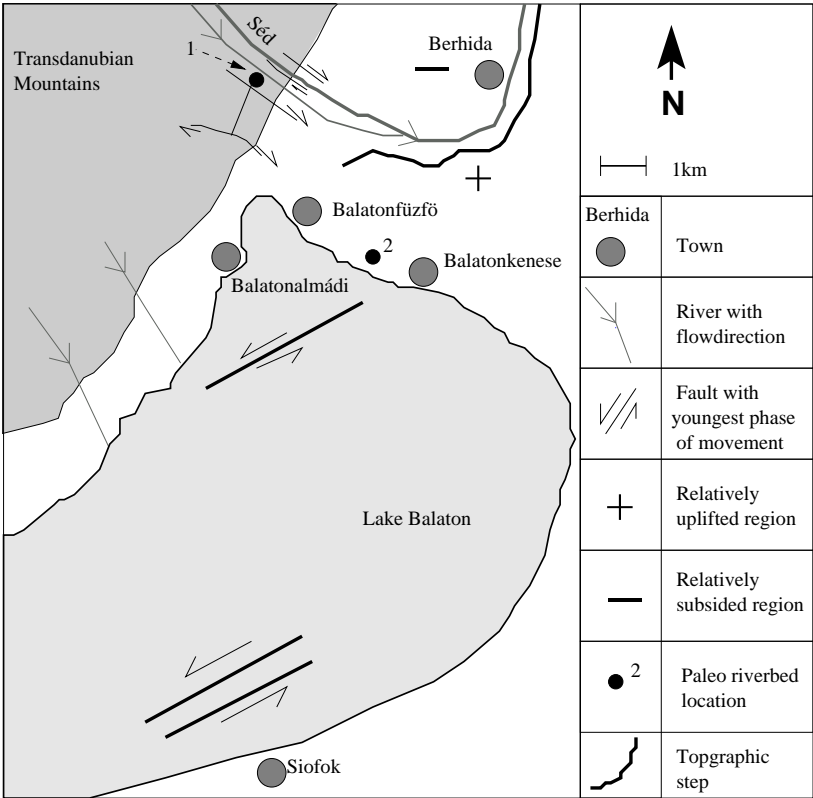 Séd
Berhida
1
Transdanubian
Mountains
N
1km
Balatonfüzfö
2
Balatonkenese
Balatonalmádi
Lake Balaton
Siofok
Berhida
Town
River with
flowdirection
Fault with
youngest phase
of movement
Relatively
uplifted region
Relatively
subsided region
2
Paleo riverbed
location
Topgraphic
step